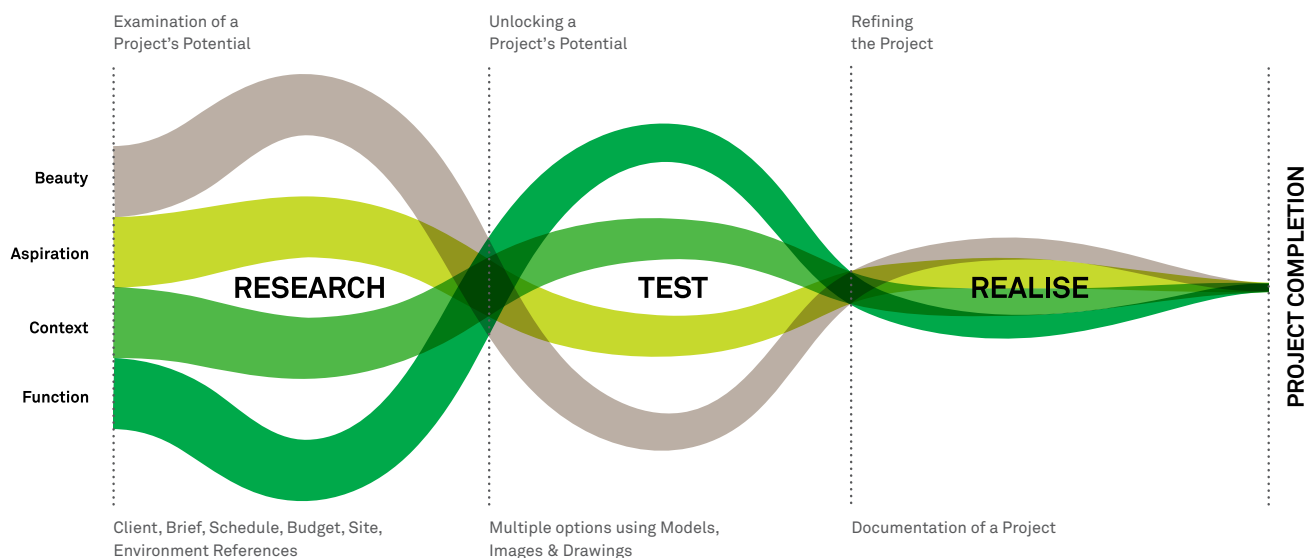 Examination of a
Project's Potential
Unlocking a
Project's Potential
Refining
the Project
Beauty
Aspiration
Context
Function
RESEARCH
TEST
REALISE
PROJECT COMPLETION
Client, Brief, Schedule, Budget, Site,
Environment References
Multiple options using Models,
Images & Drawings
Documentation of a Project